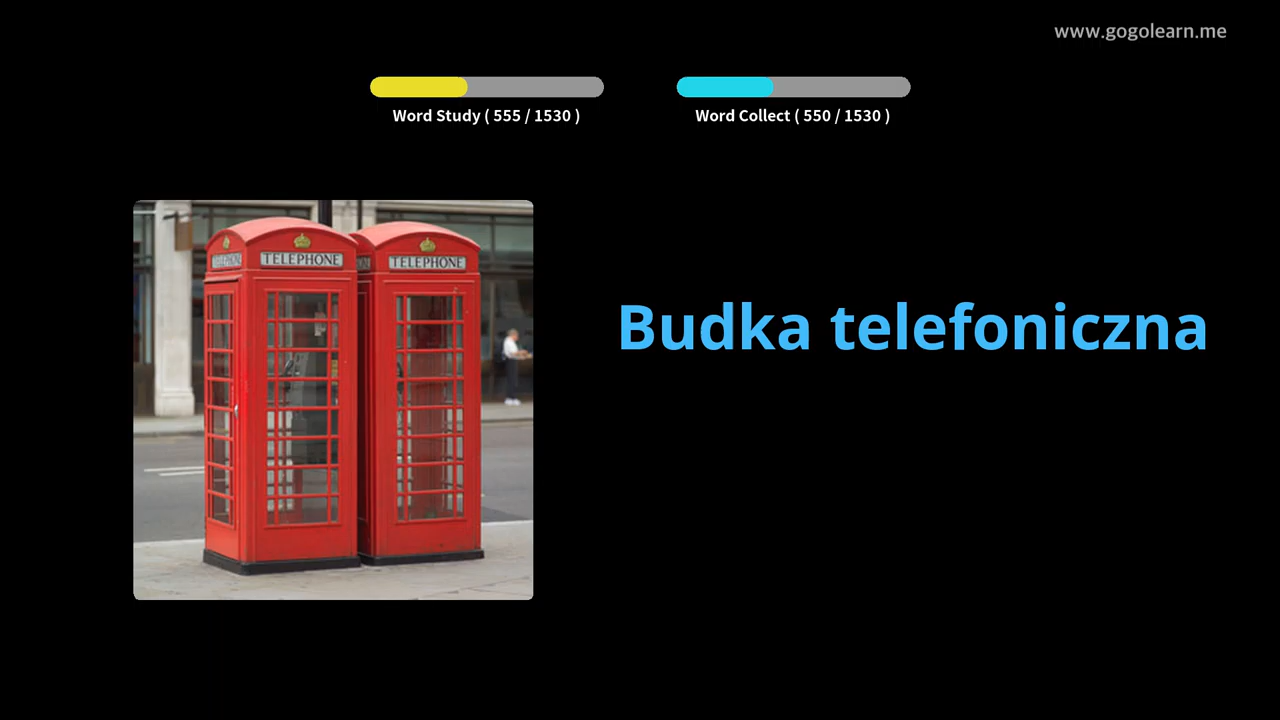 www.gogolearn.me
Word Study ( 555 / 1530 )
Word Collect ( 550 / 1530 )
TELEPHONE
TELEPHONE
Budka telefoniczna